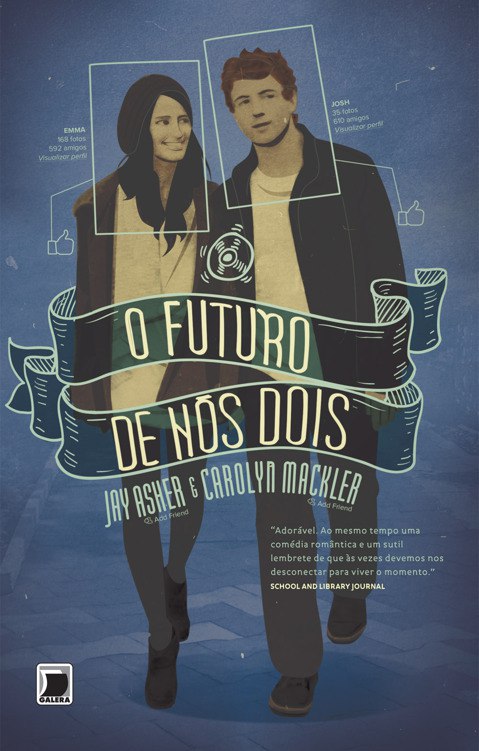 JOSH
35 fotos
610 amigos
Visualizar perfil
EMMA
168 fotos
592 amigos
Visualizar perfil
O FUTURO
DE NÓS DOIS
JAY ASHER & CAROLYN MACKLER
Add Friend
Add Friend
“Adorável. Ao mesmo tempo uma
comédia romântica e um sutil
lembrete de que às vezes devemos nos
desconectar para viver o momento.”
SCHOOL AND LIBRARY JOURNAL
GALERA